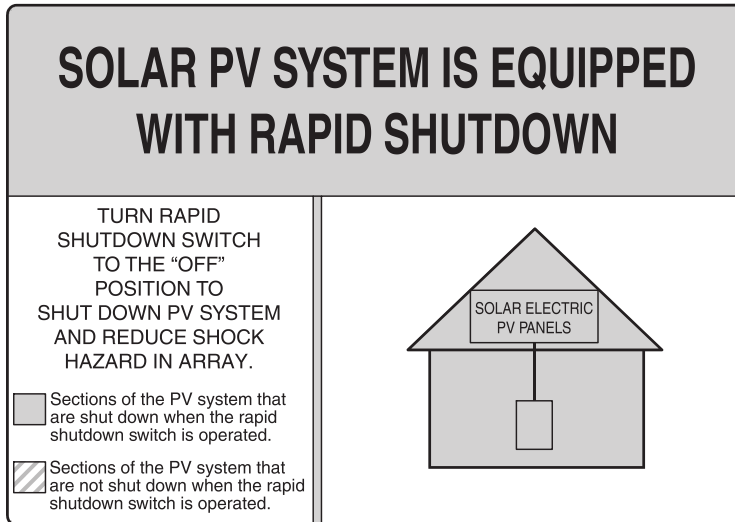 SOLAR PV SYSTEM IS EQUIPPED
WITH RAPID SHUTDOWN
TURN RAPID
SHUTDOWN SWITCH
TO THE “OFF”
POSITION TO
SHUT DOWN PV SYSTEM
AND REDUCE SHOCK
HAZARD IN ARRAY.
Sections of the PV system that
are shut down when the rapid
shutdown switch is operated.
Sections of the PV system that
are not shut down when the rapid
shutdown switch is operated.
SOLAR ELECTRIC
PV PANELS